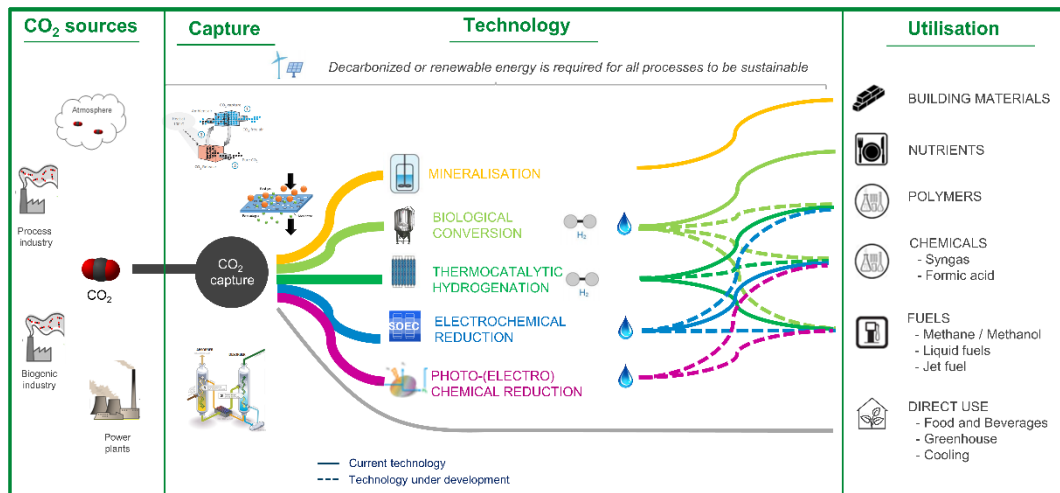 CO₂ sources
Capture
Technology
Utilisation
Decarbonized or renewable energy is required for all processes to be sustainable
Atmosphere
Process
industry
CO₂
Biogenic
industry
Power
plants
CO₂
capture
MINERALISATION
BIOLOGICAL
CONVERSION
H₂
THERMOCATALYTIC
HYDROGENATION
H₂
SOEC
ELECTROCHEMICAL
REDUCTION
PHOTO-(ELECTRO)
CHEMICAL REDUCTION
Current technology
Technology under development
BUILDING MATERIALS
NUTRIENTS
POLYMERS
CHEMICALS
- Syngas
- Formic acid
FUELS
- Methane / Methanol
- Liquid fuels
- Jet fuel
DIRECT USE
- Food and Beverages
- Greenhouse
- Cooling